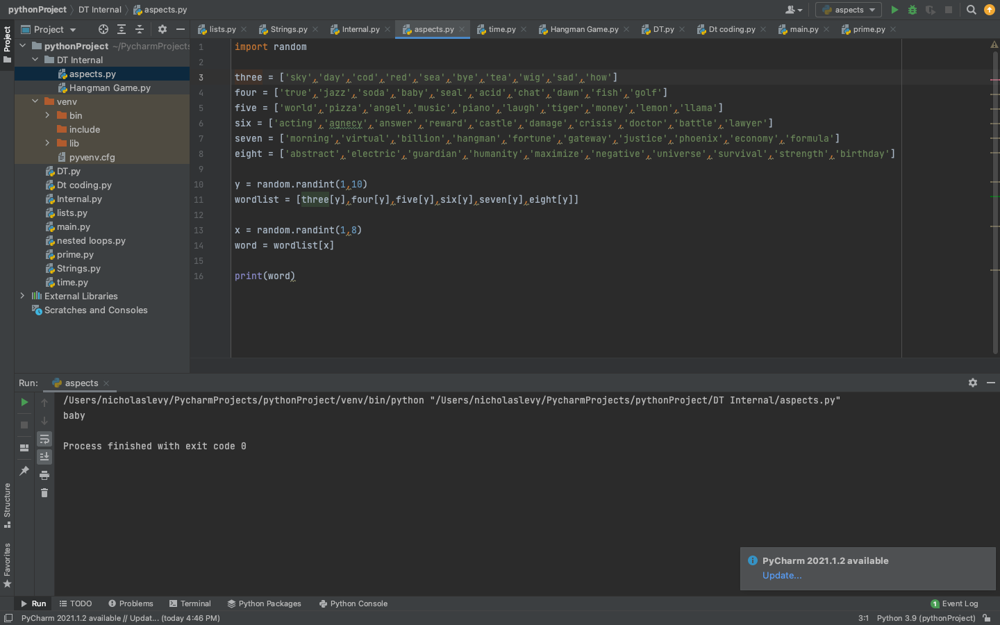 pythonProject DT Internal aspects.py
aspects
Project
Project
lists.py Strings.py Internal.py aspects.py time.py Hangman Game.py DT.py Dt coding.py main.py prime.py
pythonProject ~/PycharmProjects
DT Internal
aspects.py
Hangman Game.py
venv
bin
include
lib
pyvenv.cfg
DT.py
Dt coding.py
Internal.py
lists.py
main.py
nested loops.py
prime.py
Strings.py
time.py
External Libraries
Scratches and Consoles
1 import random
2
3 three = ['sky','day','cod','red','sea','bye','tea','wig','sad','how']
4 four = ['true','jazz','soda','baby','seal','acid','chat','dawn','fish','golf']
5 five = ['world','pizza','angel','music','piano','laugh','tiger','money','lemon','llama']
6 six = ['acting','agnecy','answer','reward','castle','damage','crisis','doctor','battle','lawyer']
7 seven = ['morning','virtual','billion','hangman','fortune','gateway','justice','phoenix','economy','formula']
8 eight = ['abstract','electric','guardian','humanity','maximize','negative','universe','survival','strength','birthday']
9
10 y = random.randint(1,10)
11 wordlist = [three[y],four[y],five[y],six[y],seven[y],eight[y]]
12
13 x = random.randint(1,8)
14 word = wordlist[x]
15
16 print(word)
Run: aspects
/Users/nicholaslevy/PycharmProjects/pythonProject/venv/bin/python "/Users/nicholaslevy/PycharmProjects/pythonProject/DT Internal/aspects.py"
baby
Process finished with exit code 0
Structure
Favorites
PyCharm 2021.1.2 available
Update...
Run TODO Problems Terminal Python Packages Python Console
1 Event Log
PyCharm 2021.1.2 available // Updat... (today 4:46 PM)
3:1 Python 3.9 (pythonProject)